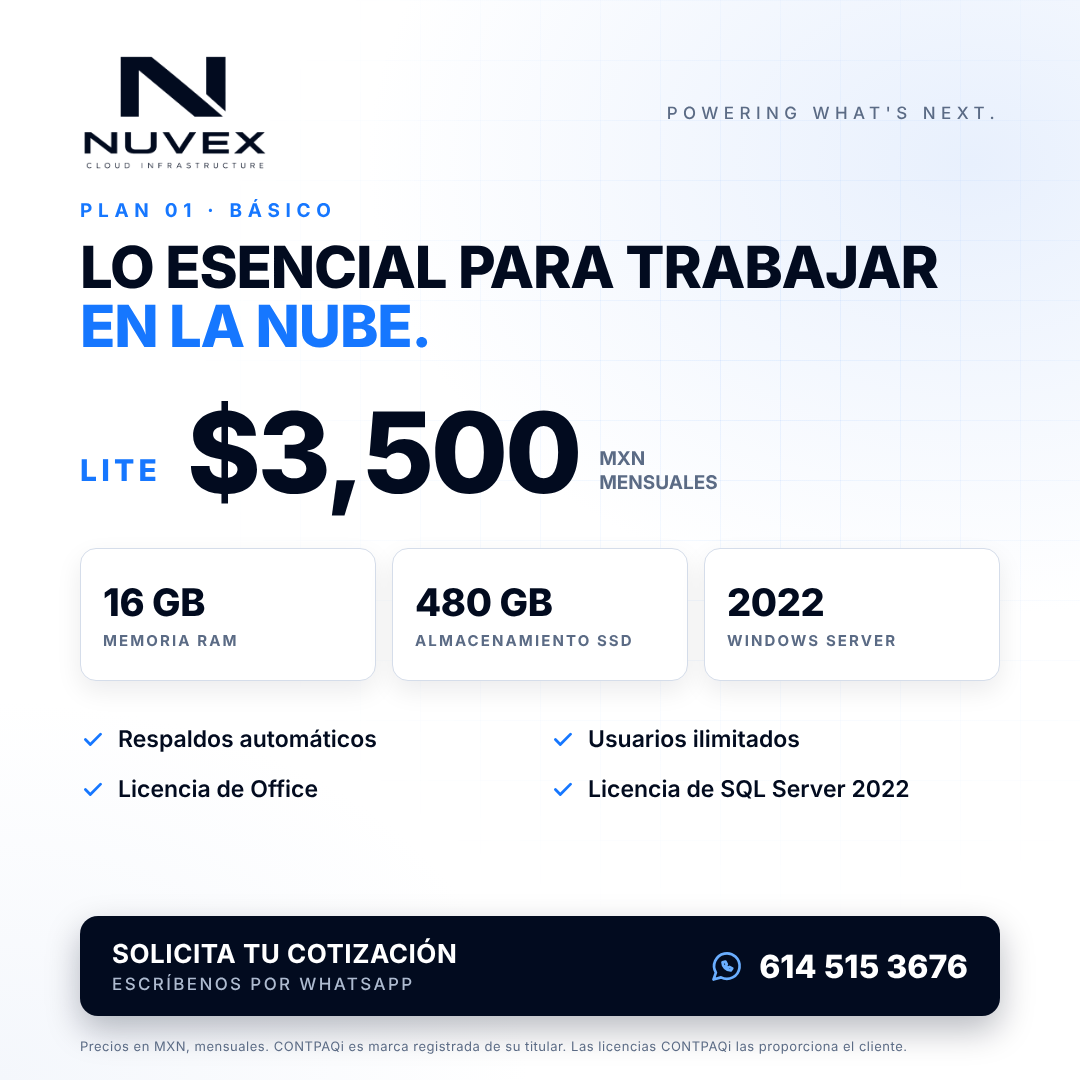 NUVEX
CLOUD INFRASTRUCTURE
POWERING WHAT'S NEXT.
PLAN 01 · BÁSICO
LO ESENCIAL PARA TRABAJAR
EN LA NUBE.
LITE
$3,500
MXN
MENSUALES
16 GB
MEMORIA RAM
480 GB
ALMACENAMIENTO SSD
2022
WINDOWS SERVER
Respaldos automáticos
Usuarios ilimitados
Licencia de Office
Licencia de SQL Server 2022
SOLICITA TU COTIZACIÓN
ESCRÍBENOS POR WHATSAPP
614 515 3676
Precios en MXN, mensuales. CONTPAQi es marca registrada de su titular. Las licencias CONTPAQi las proporciona el cliente.